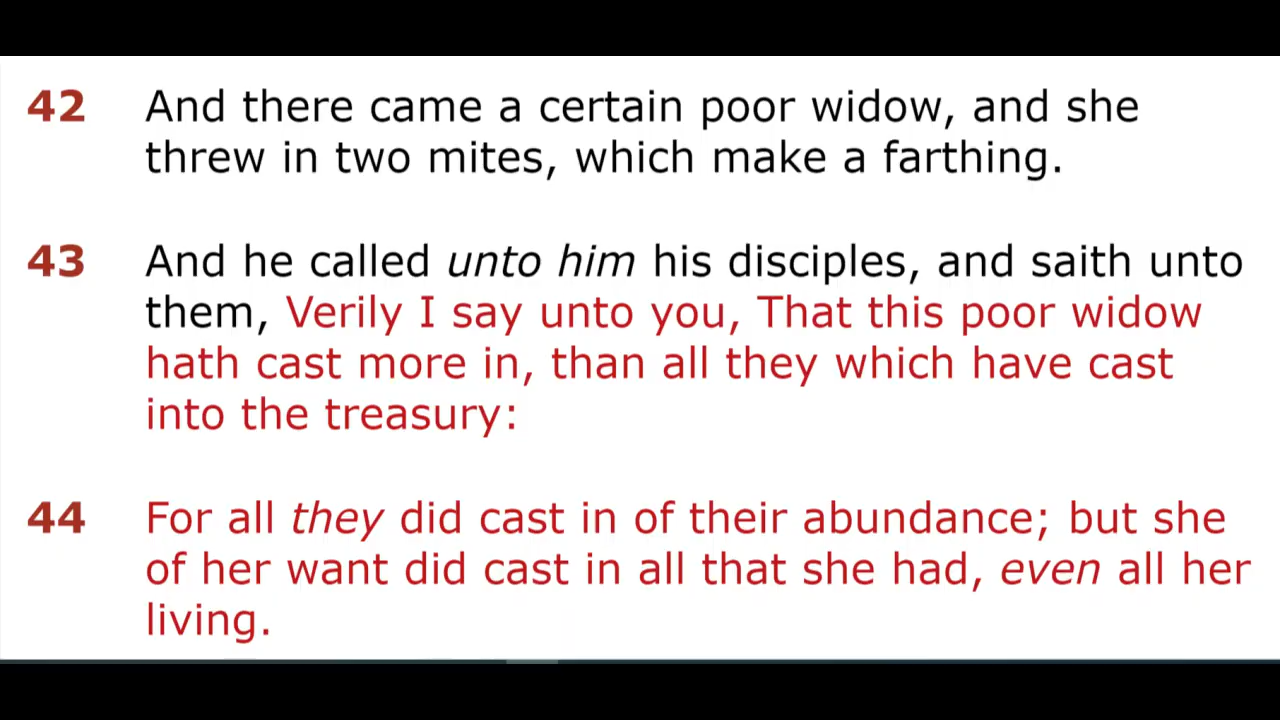 42 And there came a certain poor widow, and she
threw in two mites, which make a farthing.
43 And he called unto him his disciples, and saith unto
them, Verily I say unto you, That this poor widow
hath cast more in, than all they which have cast
into the treasury:
44 For all they did cast in of their abundance; but she
of her want did cast in all that she had, even all her
living.